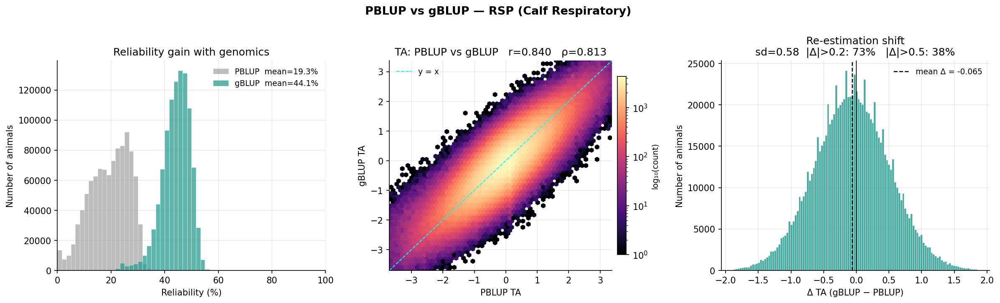 PBLUP vs gBLUP — RSP (Calf Respiratory)
Reliability gain with genomics
PBLUP  mean=19.3%
gBLUP  mean=44.1%
Number of animals
120000
100000
80000
60000
40000
20000
0
0 20 40 60 80 100
Reliability (%)
TA: PBLUP vs gBLUP   r=0.840   ρ=0.813
y = x
gBLUP TA
3
2
1
0
−1
−2
−3
−3 −2 −1 0 1 2 3
PBLUP TA
10³
10²
10¹
10⁰
log₁₀(count)
Re-estimation shift
sd=0.58  |Δ|>0.2: 73%   |Δ|>0.5: 38%
mean Δ = -0.065
Number of animals
25000
20000
15000
10000
5000
0
−2.0 −1.5 −1.0 −0.5 0.0 0.5 1.0 1.5 2.0
Δ TA (gBLUP − PBLUP)